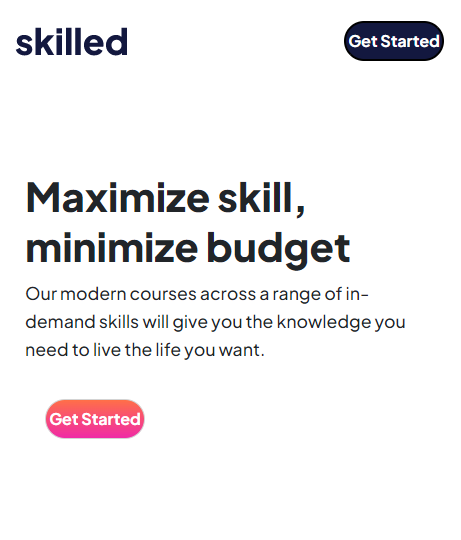 skilled
Get Started
Maximize skill,
minimize budget
Our modern courses across a range of in-
demand skills will give you the knowledge you
need to live the life you want.
Get Started